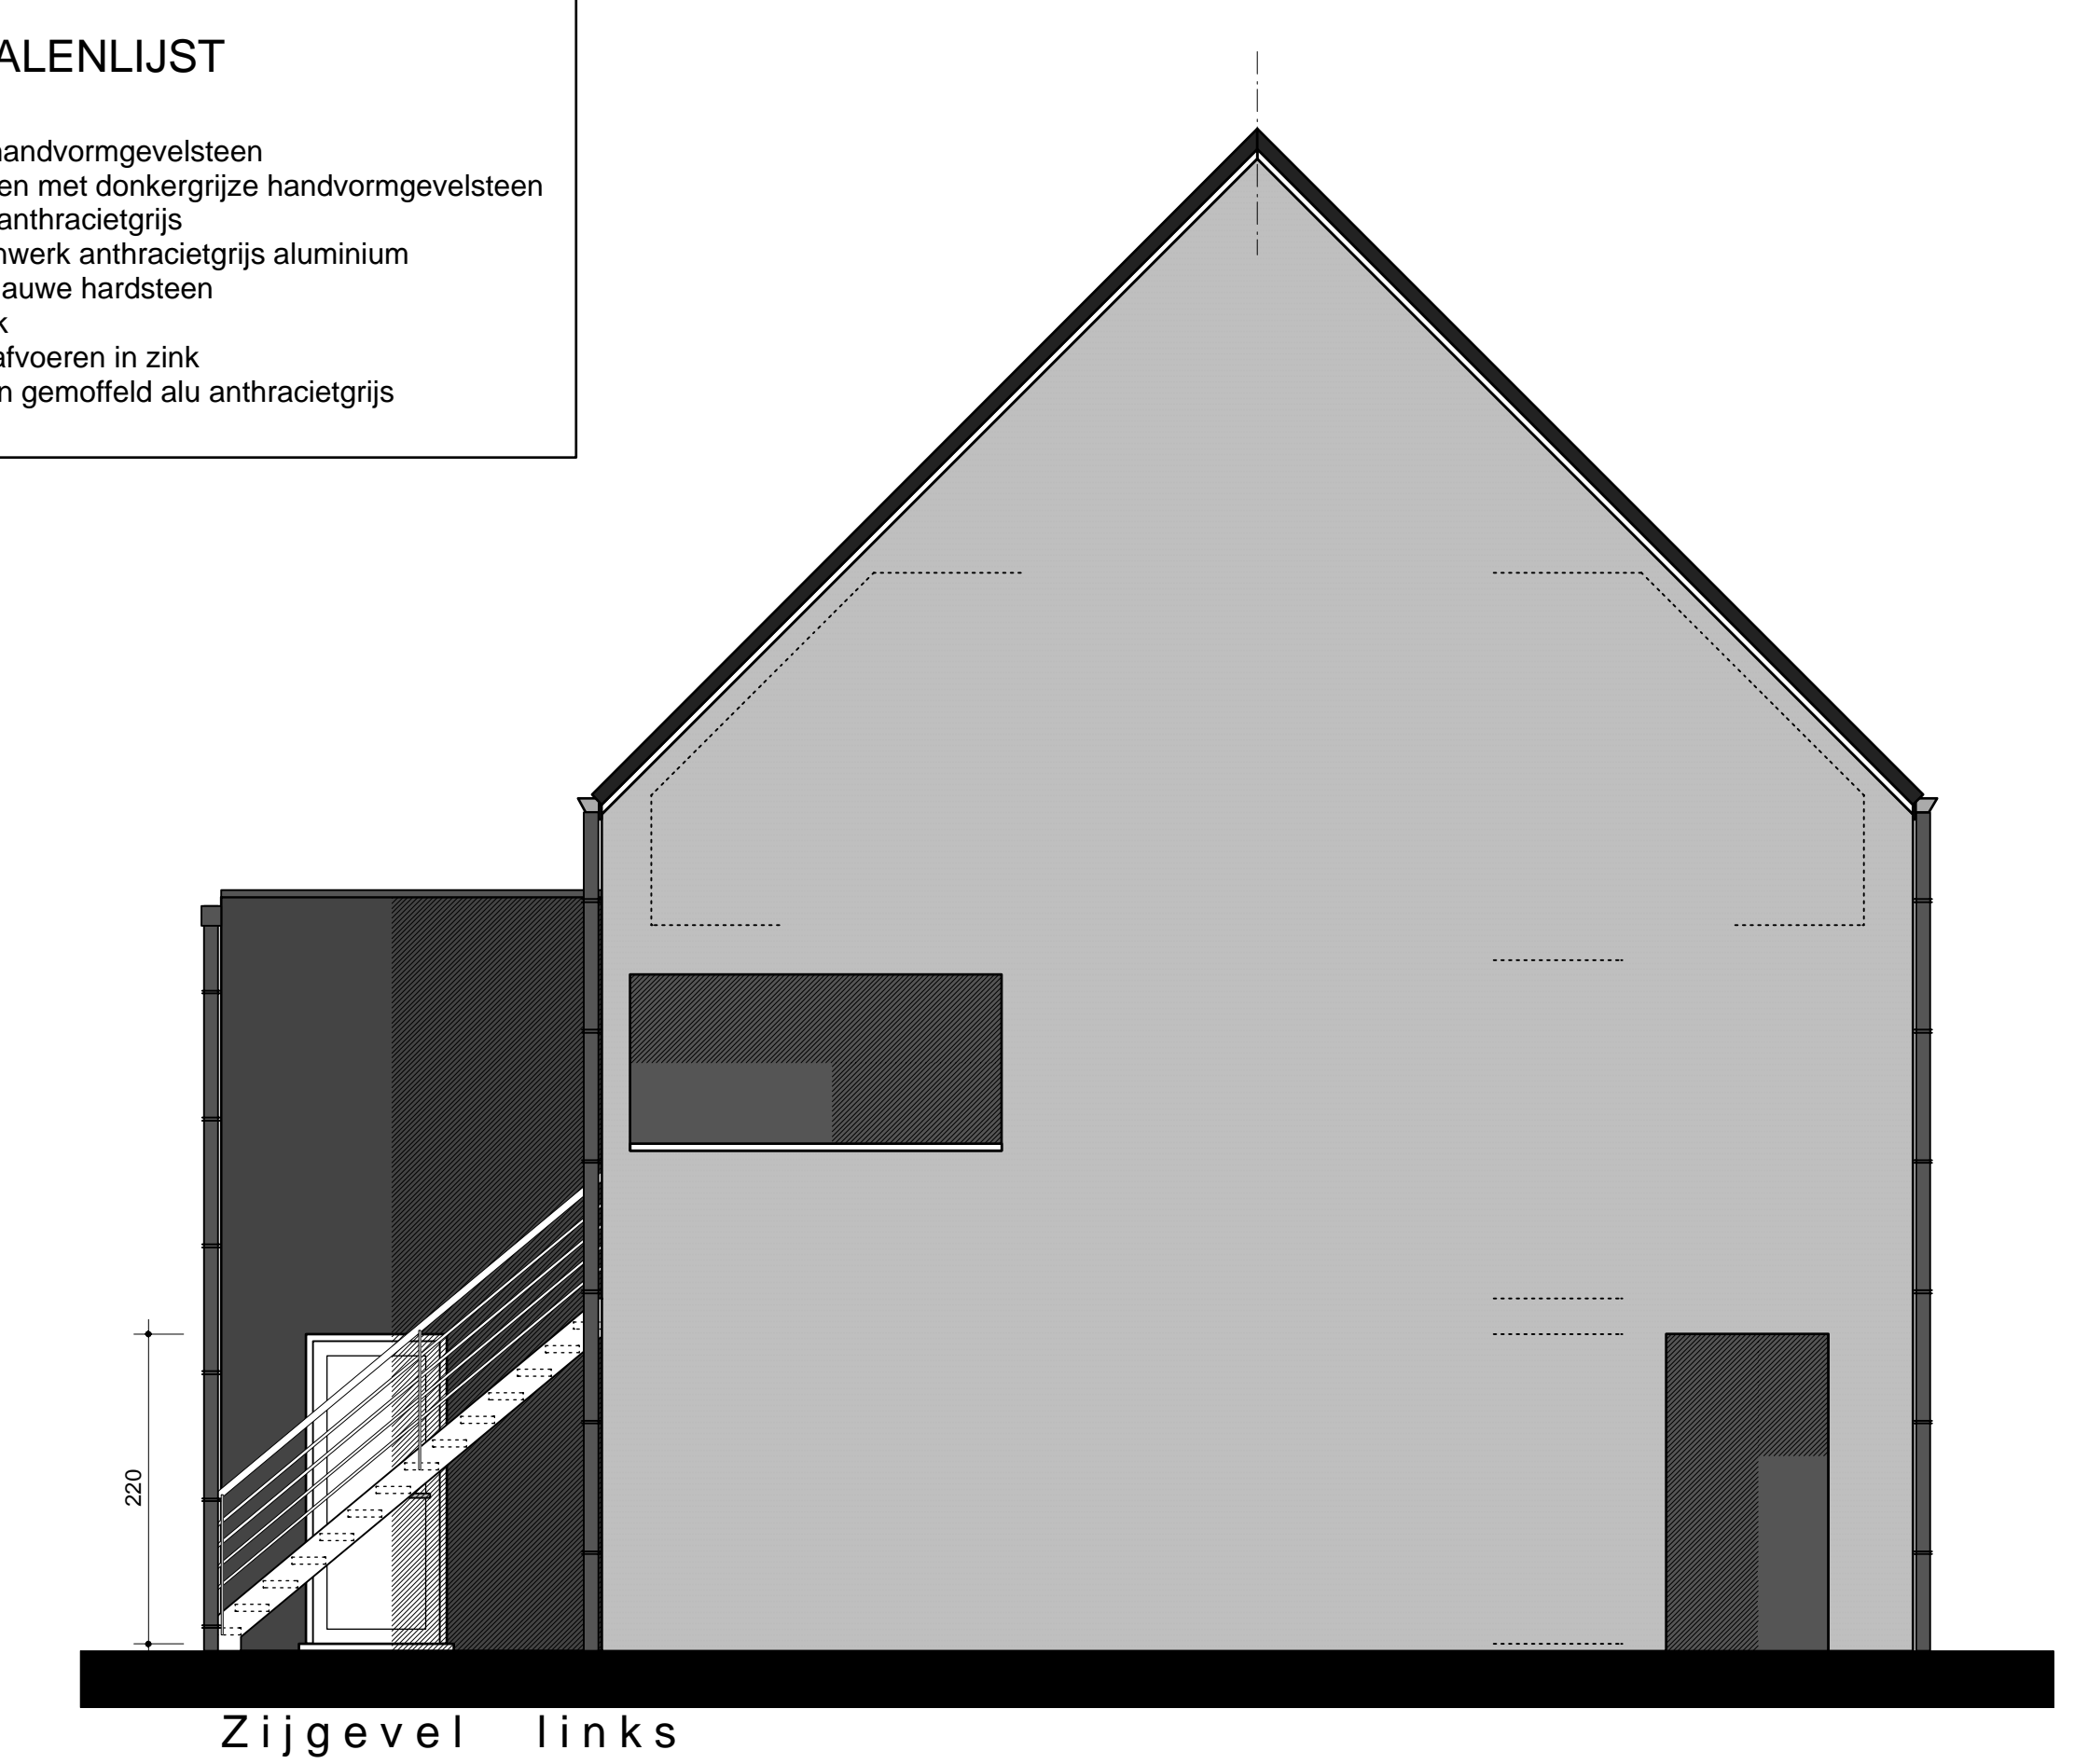 ALENLIJST
handvormgevelsteen
en met donkergrijze handvormgevelsteen
anthracietgrijs
nwerk anthracietgrijs aluminium
auwe hardsteen
k
afvoeren in zink
n gemoffeld alu anthracietgrijs
220
Zijgevel links